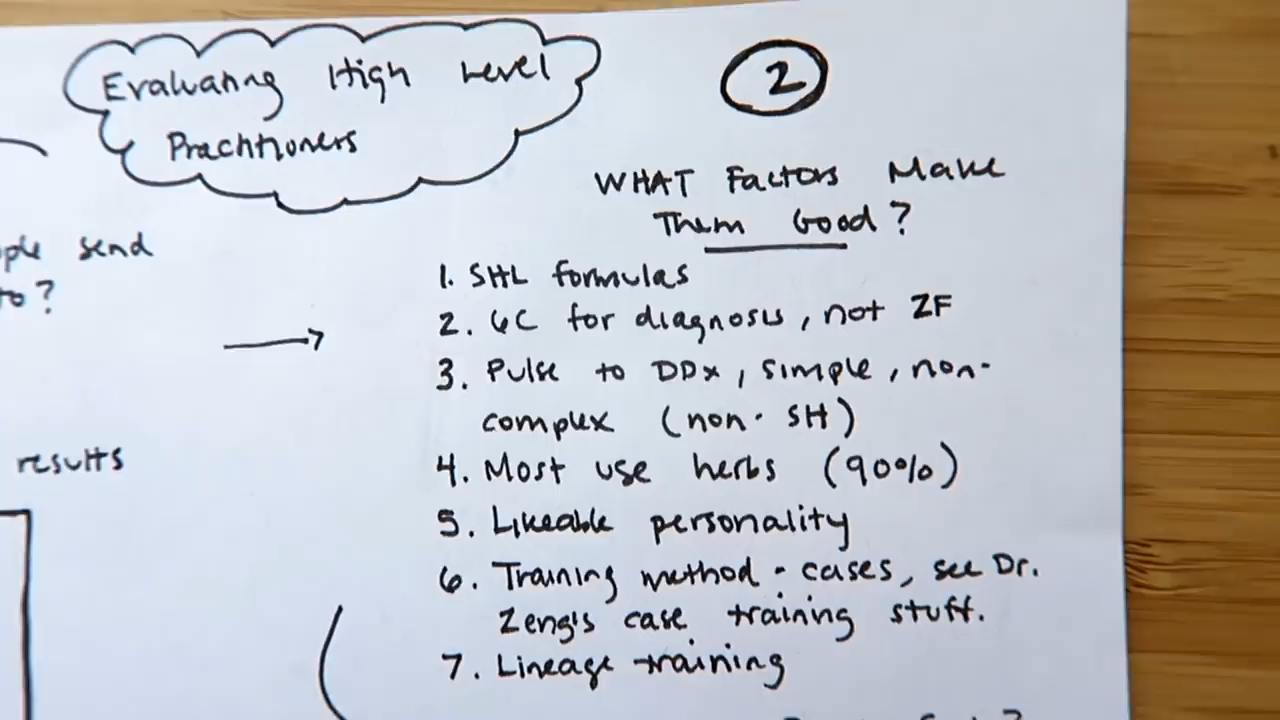 Evaluating High Level
Practitioners
2
WHAT Factors Make
Them Good?
send
to?
1. SHL formulas
2. 6C for diagnosis, not ZF
3. Pulse to DDx, simple, non-
complex (non-SH)
results
4. Most use herbs (90%)
5. Likeable personality
6. Training method - cases, see Dr.
Zeng's case training stuff.
7. Lineage training